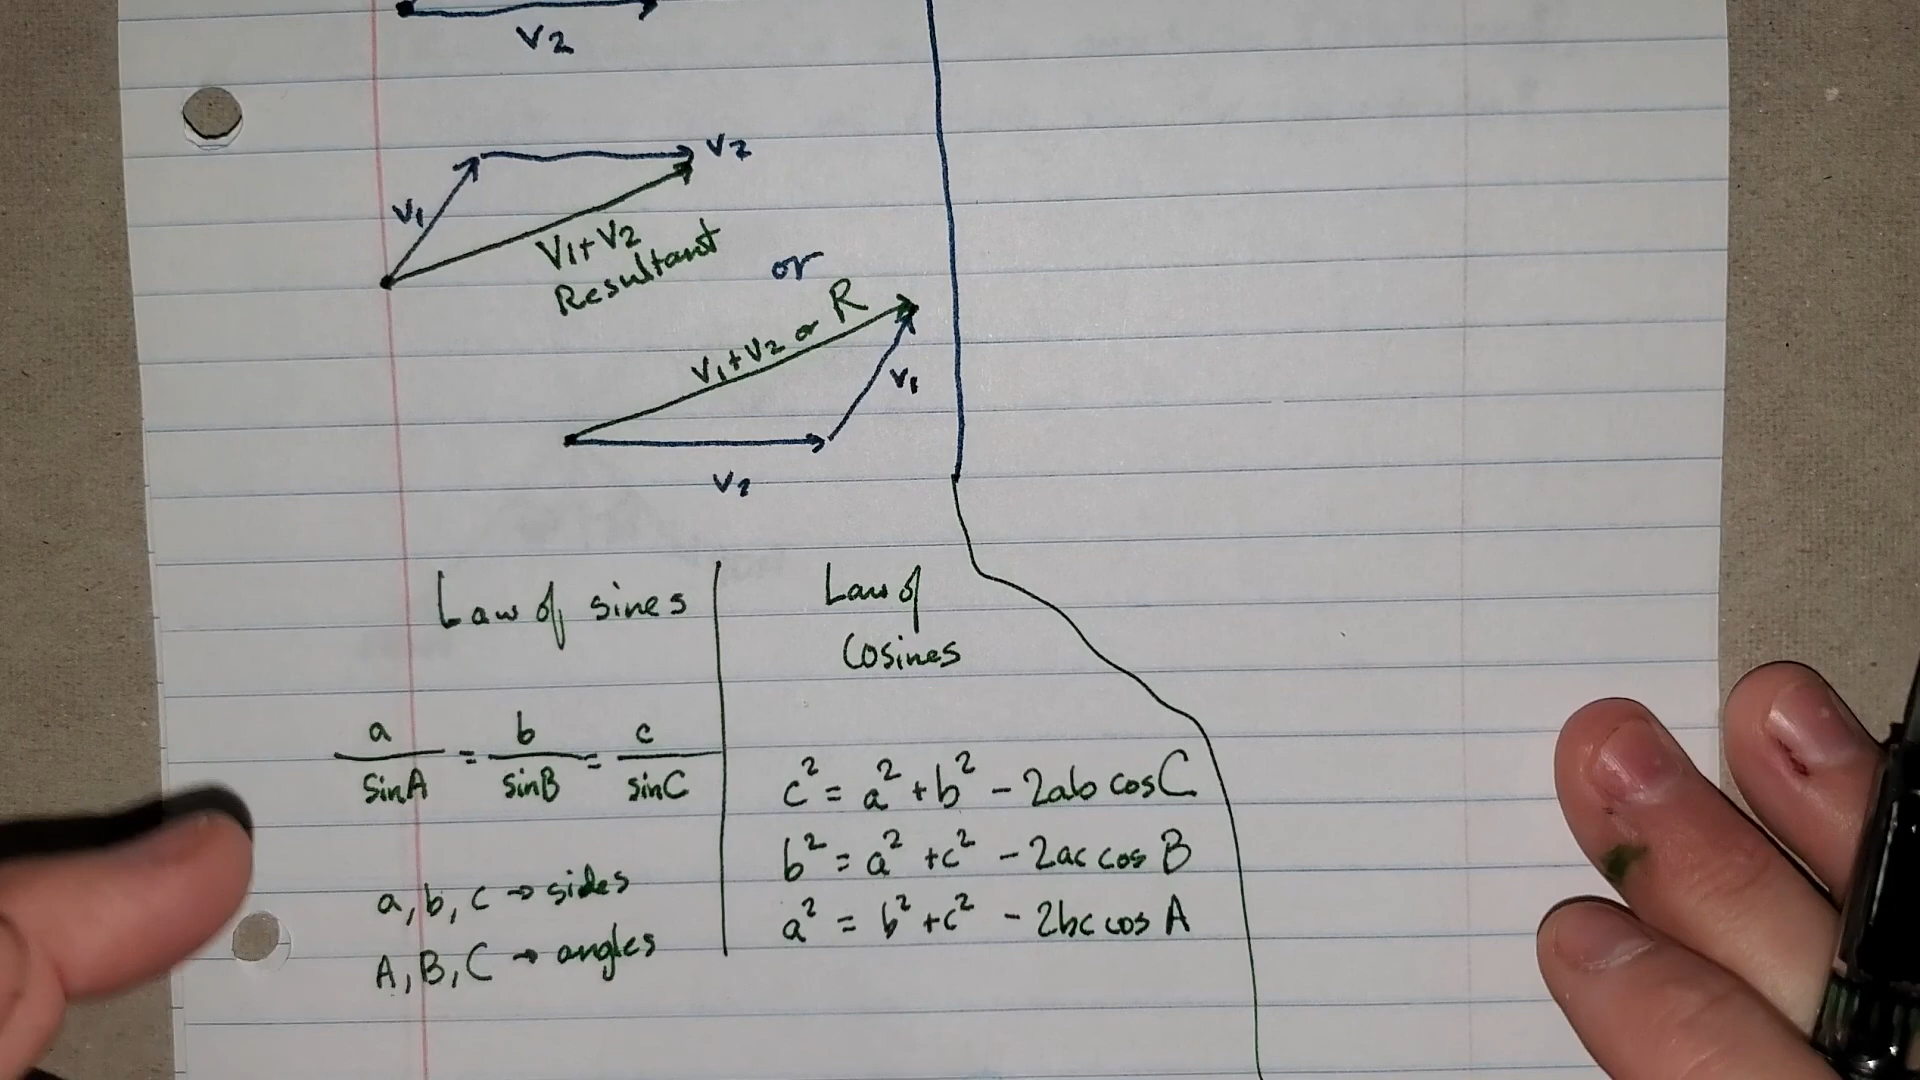 V2
V2
V1
V1+V2
Resultant
or
V1+V2 or R
V1
V2
Law of sines
a/sinA = b/sinB = c/sinC
a, b, c → sides
A, B, C → angles
Law of
Cosines
c² = a² + b² - 2ab cosC
b² = a² + c² - 2ac cos B
a² = b² + c² - 2bc cos A